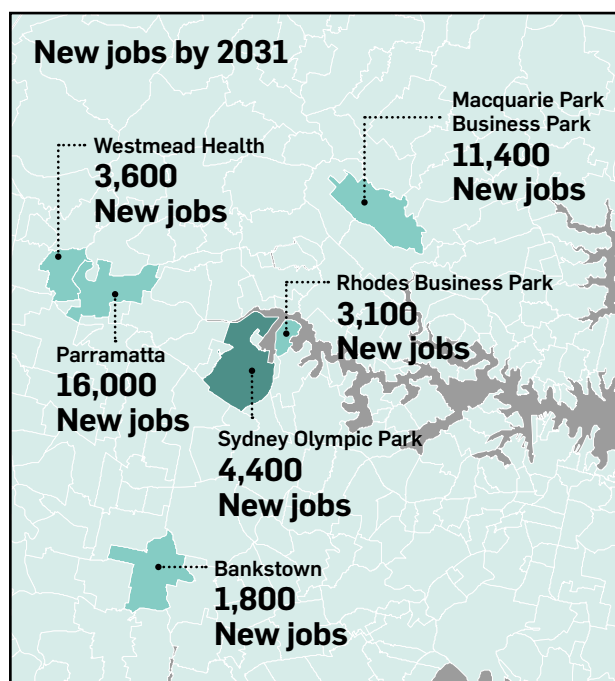 New jobs by 2031
Macquarie Park
Business Park
11,400
New jobs
Westmead Health
3,600
New jobs
Rhodes Business Park
3,100
New jobs
Parramatta
16,000
New jobs
Sydney Olympic Park
4,400
New jobs
Bankstown
1,800
New jobs